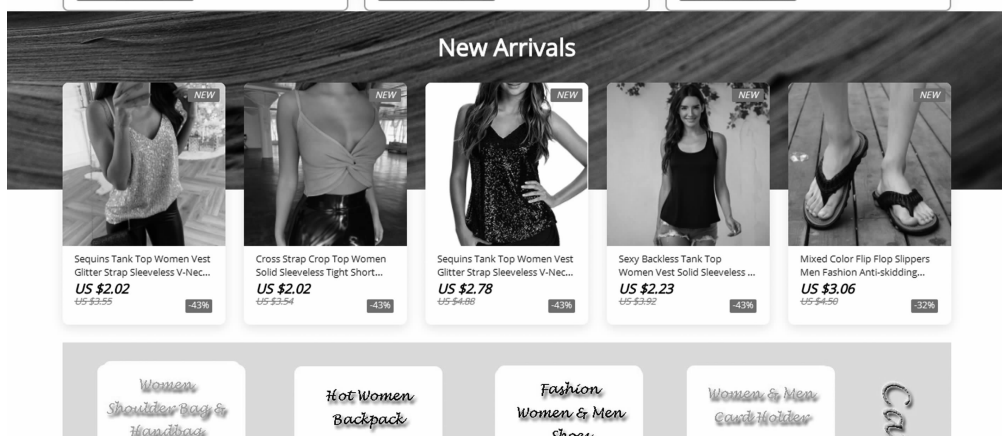 New Arrivals
NEW
NEW
NEW
NEW
NEW
Sequins Tank Top Women Vest
Glitter Strap Sleeveless V-Nec...
US $2.02
US $3.55
-43%
Cross Strap Crop Top Women
Solid Sleeveless Tight Short...
US $2.02
US $3.54
-43%
Sequins Tank Top Women Vest
Glitter Strap Sleeveless V-Nec...
US $2.78
US $4.88
-43%
Sexy Backless Tank Top
Women Vest Solid Sleeveless ...
US $2.23
US $3.92
-43%
Mixed Color Flip Flop Slippers
Men Fashion Anti-skidding...
US $3.06
US $4.50
-32%
Women
Shoulder Bag &
Handbag
Hot Women
Backpack
Fashion
Women & Men
Shoes
Women & Men
Card Holder
Ca